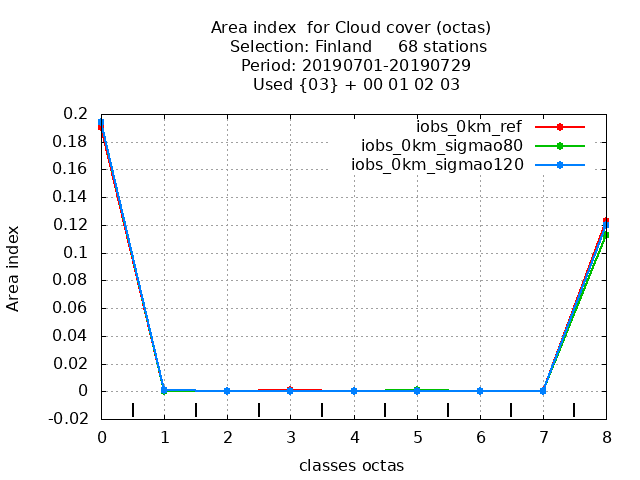 Area index  for Cloud cover (octas)
Selection: Finland     68 stations
Period: 20190701-20190729
Used {03} + 00 01 02 03
iobs_0km_ref
iobs_0km_sigmao80
iobs_0km_sigmao120
0.2
0.18
0.16
0.14
0.12
0.1
0.08
0.06
0.04
0.02
0
-0.02
Area index
0 1 2 3 4 5 6 7 8
classes octas